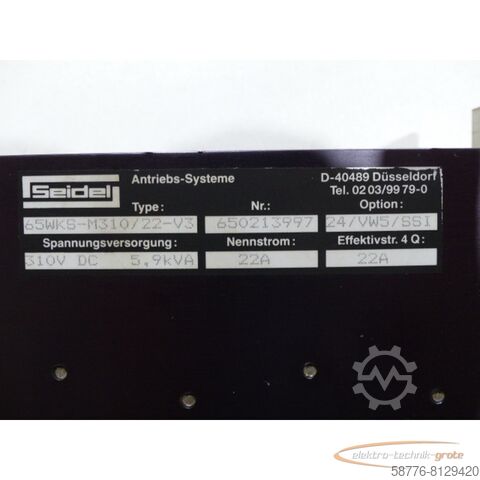 Seidel
Antriebs-Systeme
D-40489 Düsseldorf
Tel. 02 03/99 79-0
Type:
Nr.:
Option:
65WKS-M310/22-V3
650213997
24/VW5/SSI
Spannungsversorgung:
Nennstrom:
Effektivstr. 4 Q:
310V DC 5,9kVA
22A
22A
elektro-technik-grote
58776-8129420